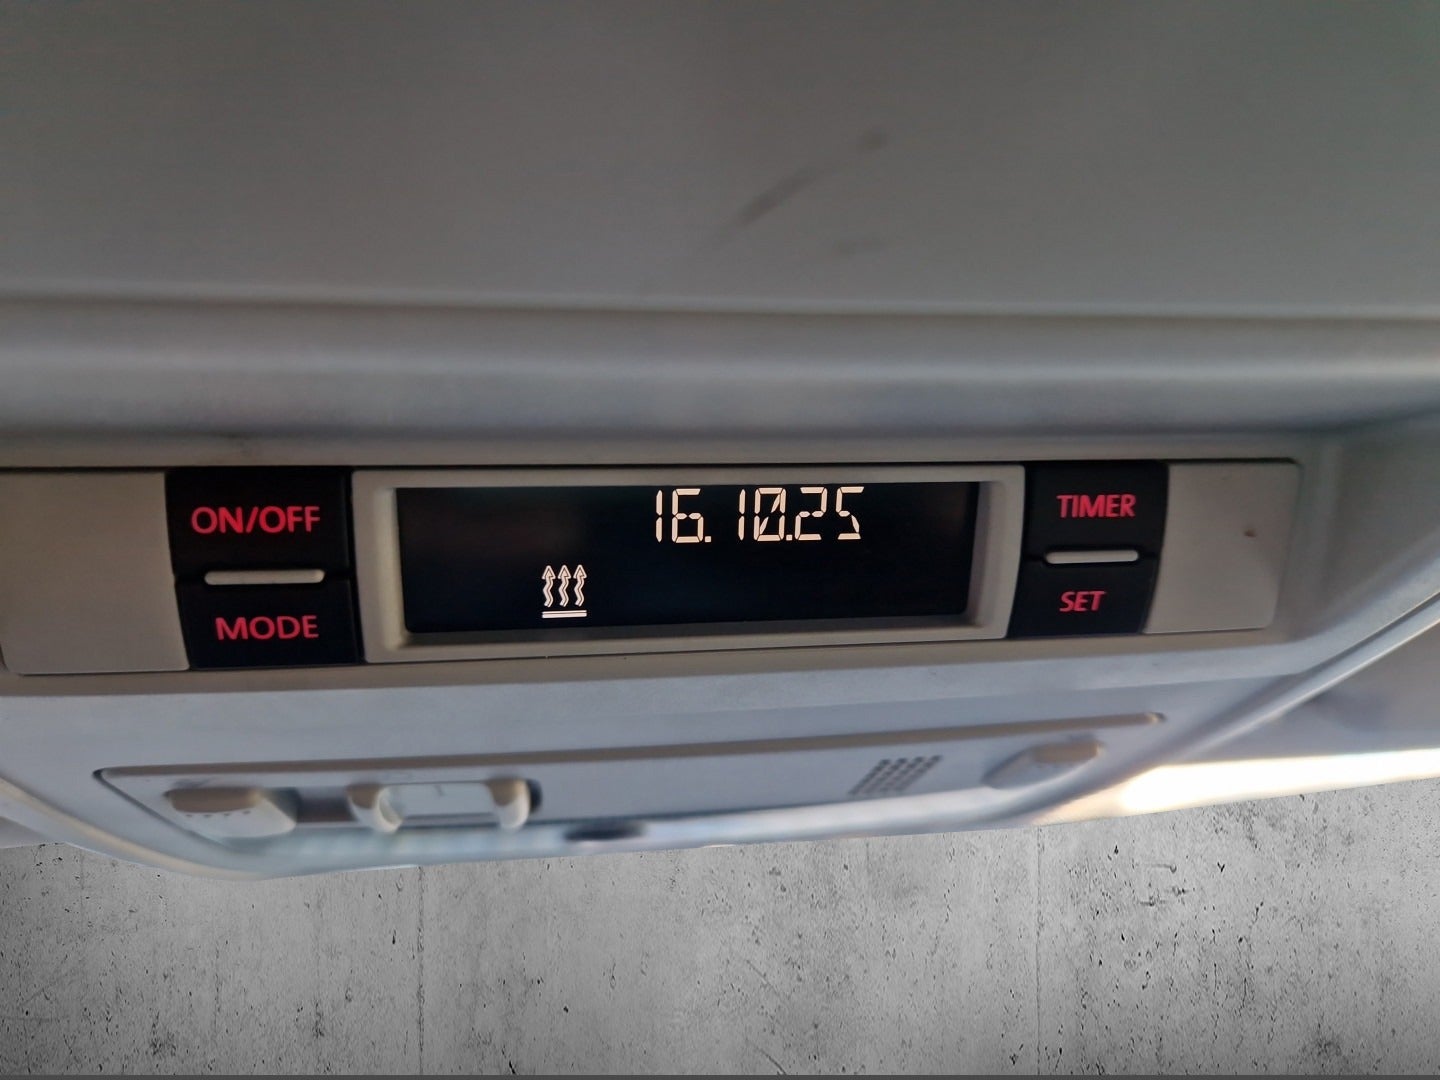 ON/OFF
MODE
16.10.25
TIMER
SET